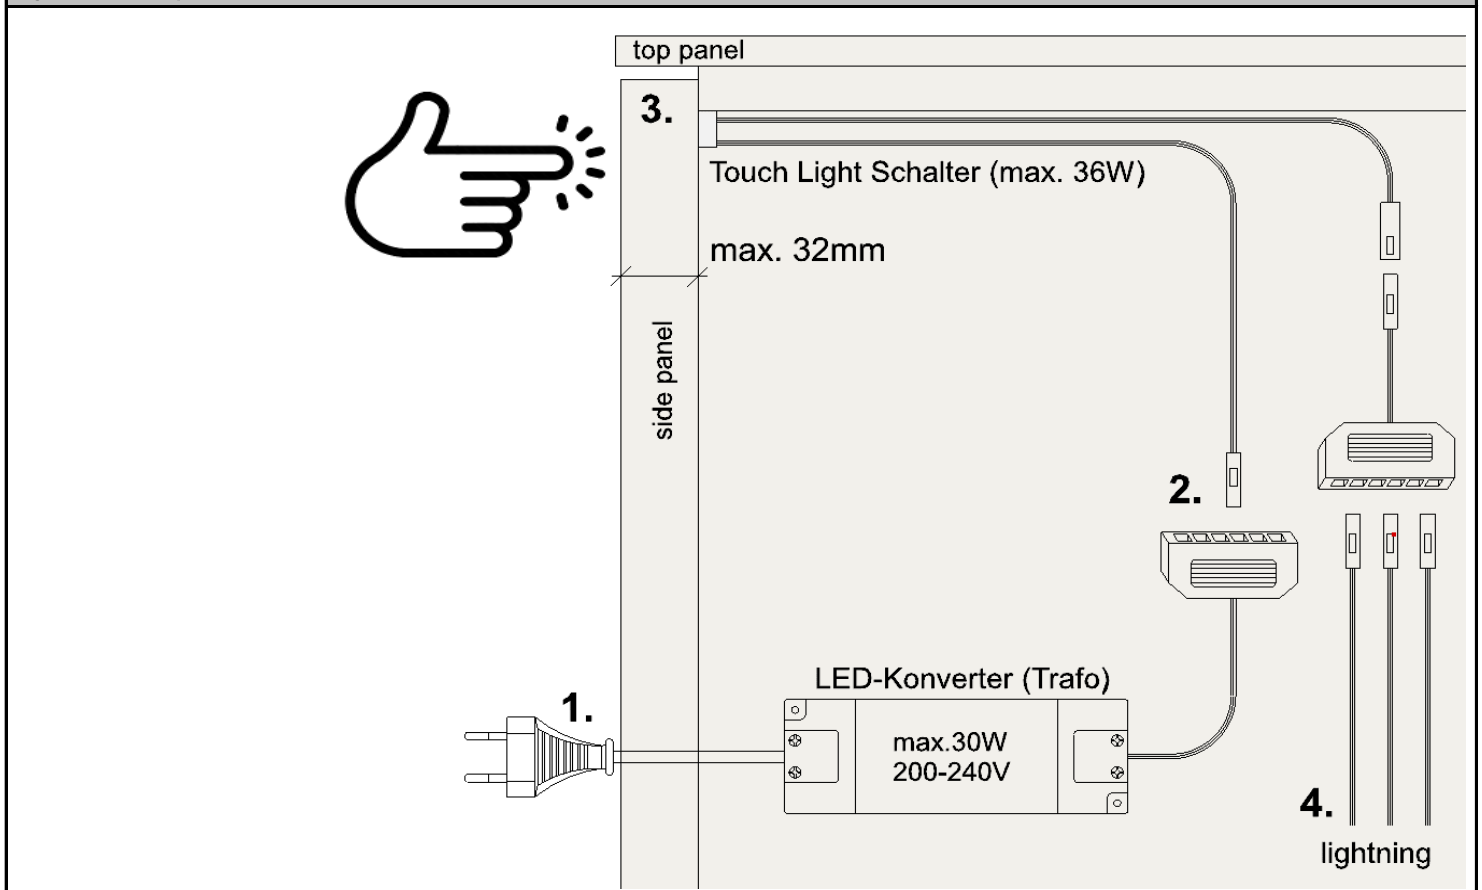 top panel
3.
Touch Light Schalter (max. 36W)
max. 32mm
side panel
2.
LED-Konverter (Trafo)
1.
max.30W
200-240V
4.
lightning